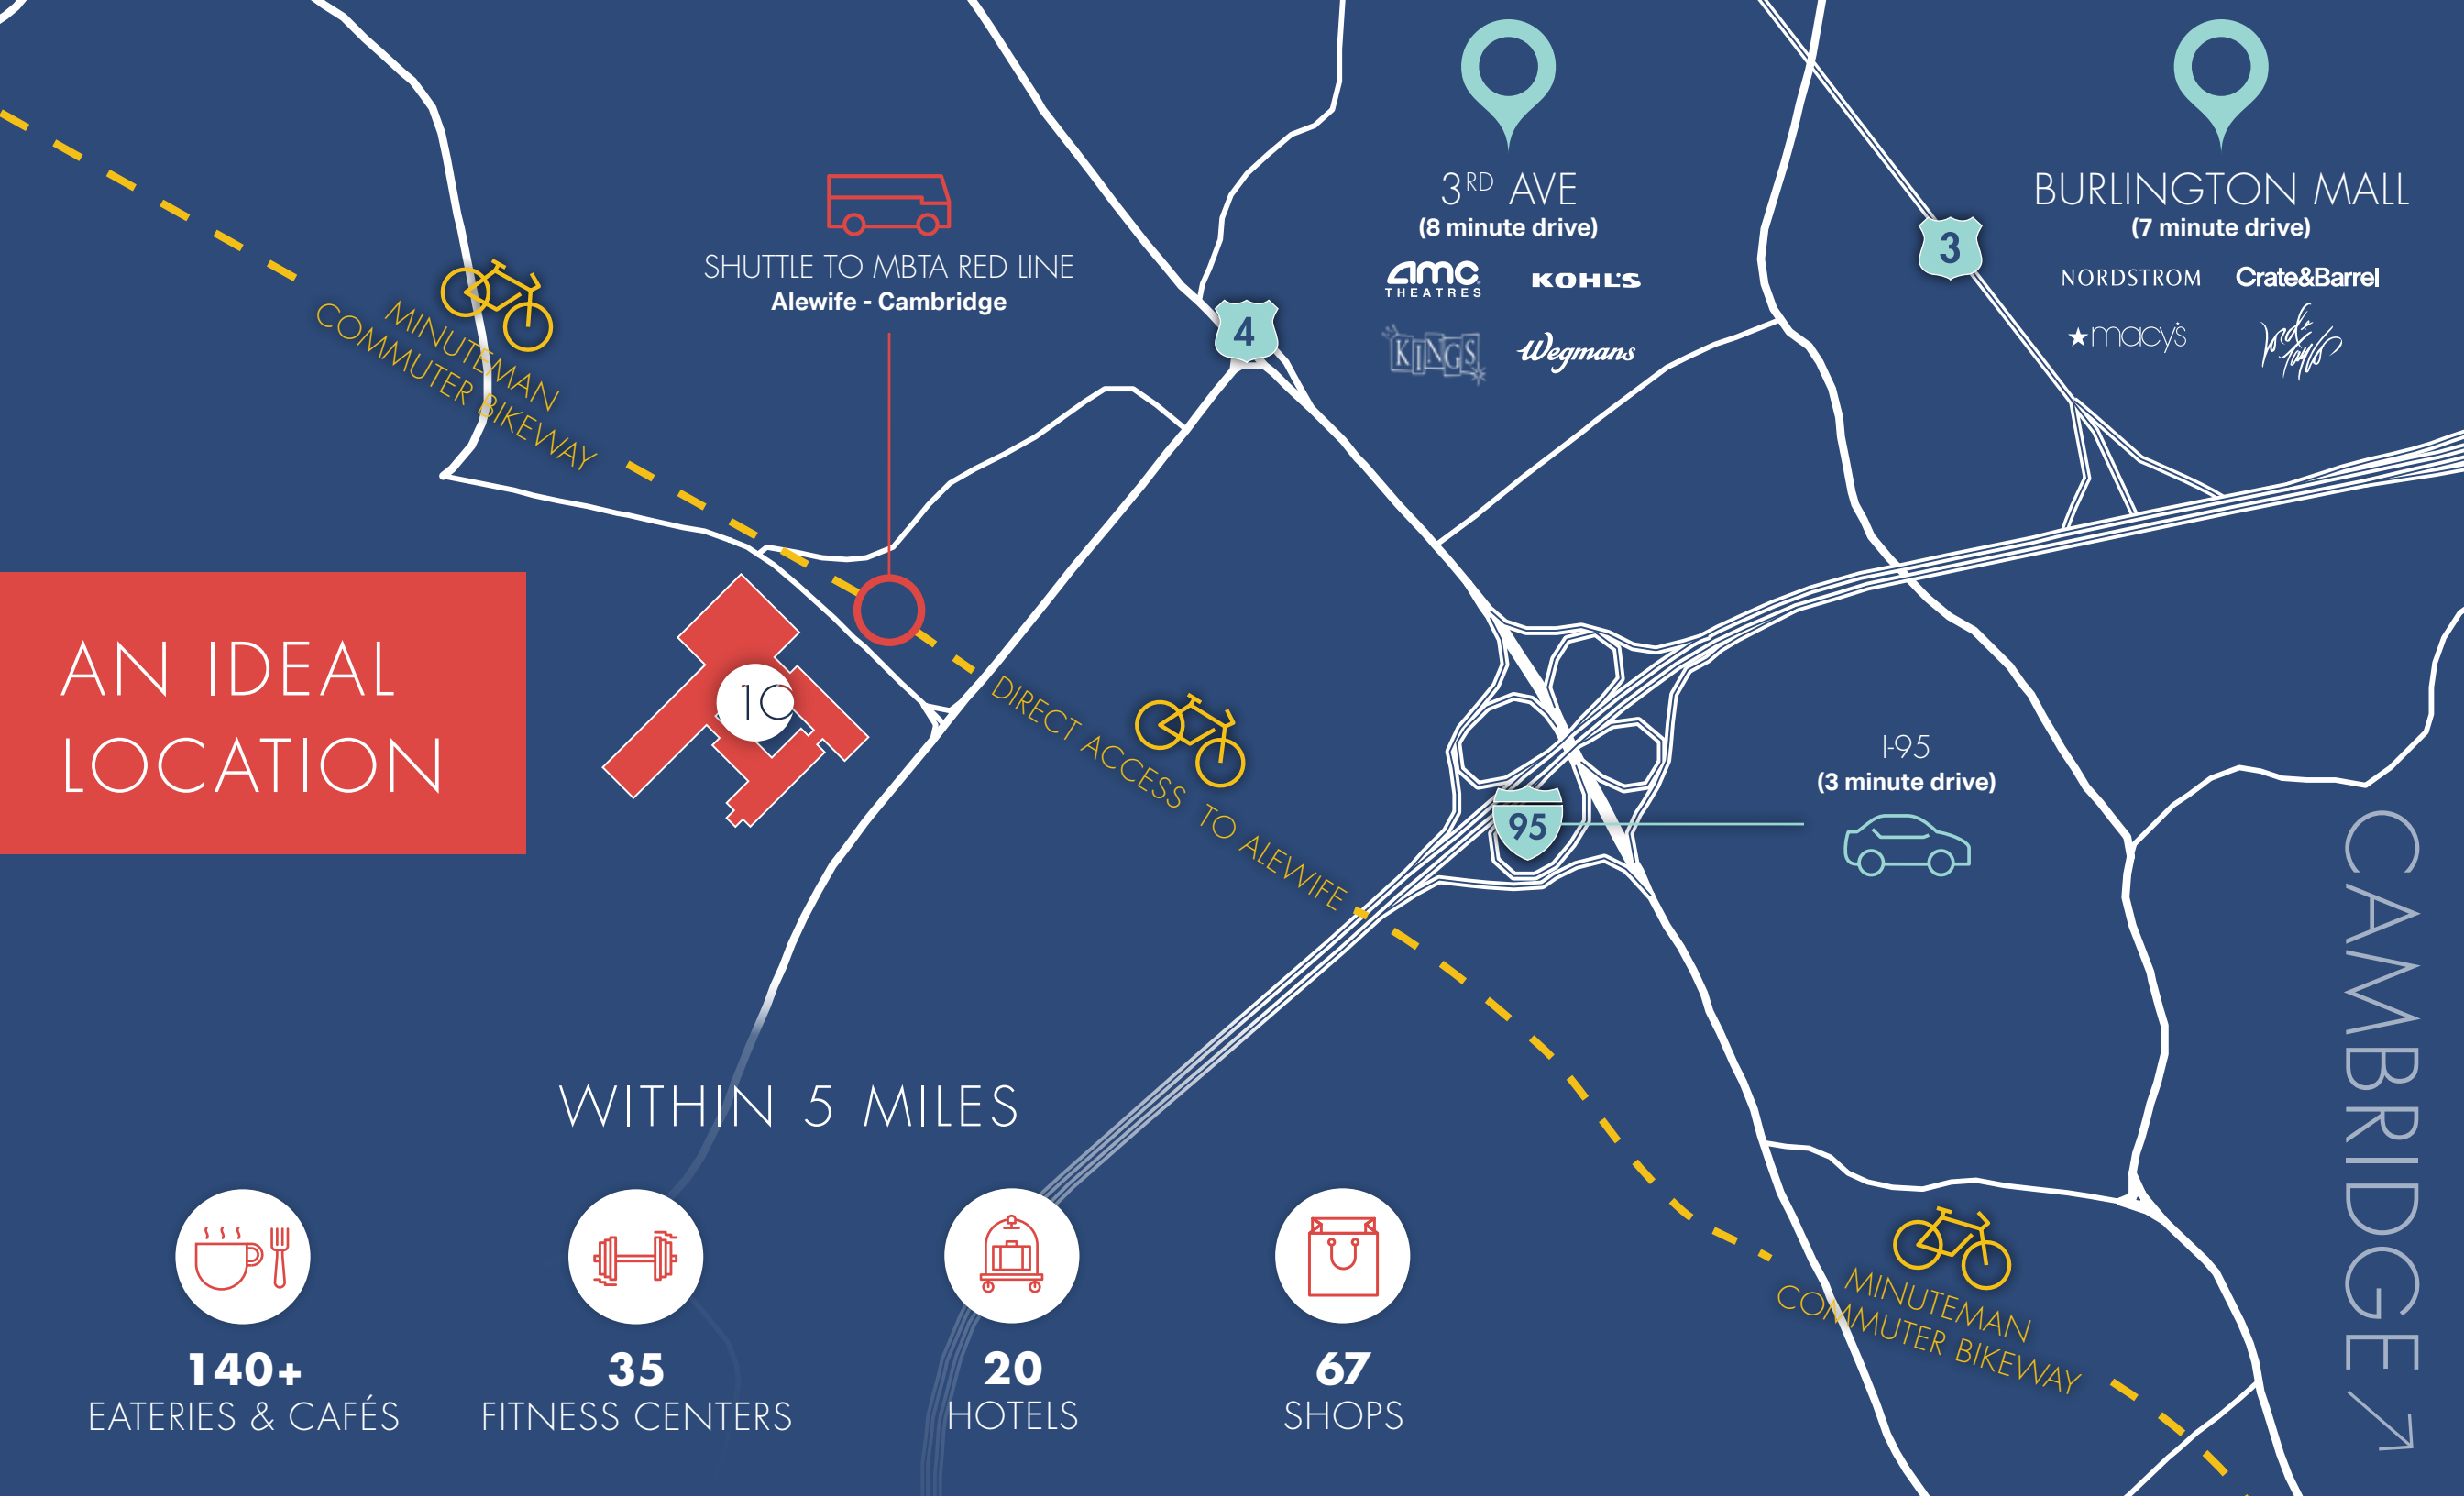 3RD AVE
(8 minute drive)
amc
THEATRES
KOHL'S
KINGS
Wegmans
BURLINGTON MALL
(7 minute drive)
NORDSTROM
Crate&Barrel
★macy's
Lord & Taylor
3
4
SHUTTLE TO MBTA RED LINE
Alewife - Cambridge
MINUTEMAN
COMMUTER BIKEWAY
AN IDEAL
LOCATION
10
DIRECT ACCESS TO ALEWIFE
95
I-95
(3 minute drive)
CAMBRIDGE
WITHIN 5 MILES
140+
EATERIES & CAFÉS
35
FITNESS CENTERS
20
HOTELS
67
SHOPS
MINUTEMAN
COMMUTER BIKEWAY